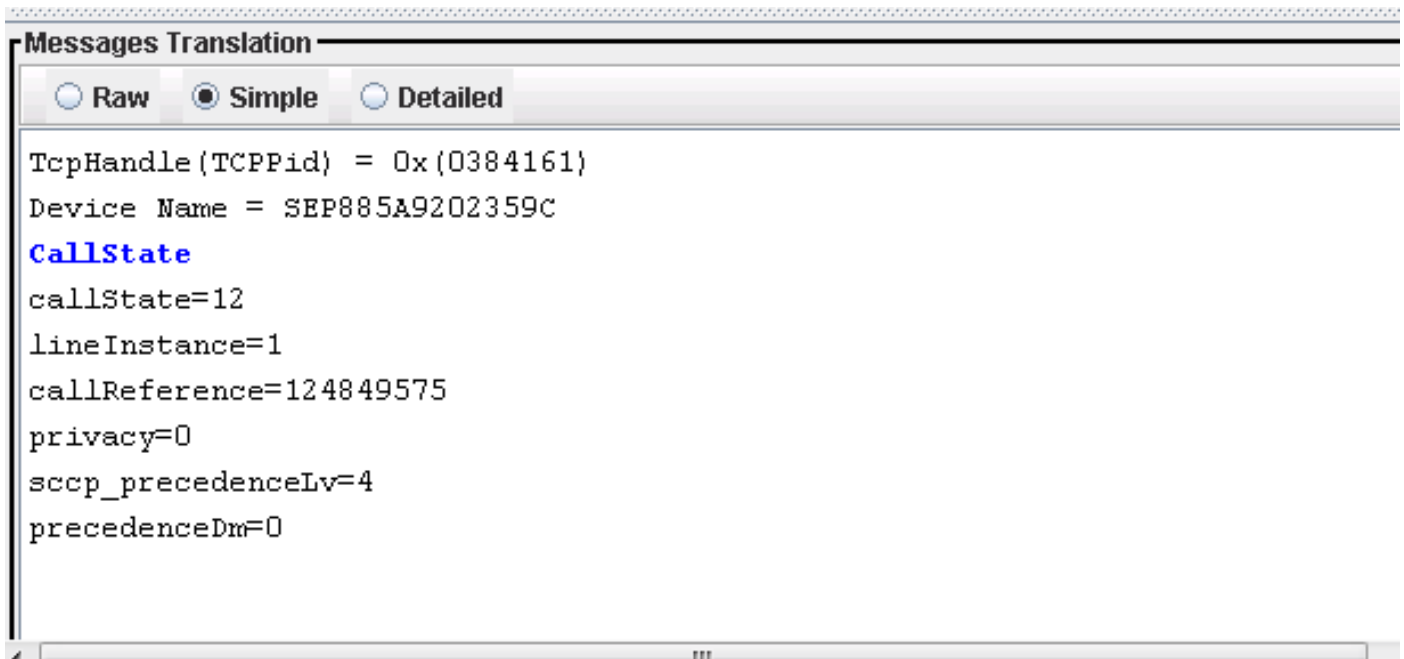 Messages Translation
Raw Simple Detailed
TcpHandle(TCPPid) = 0x(0384161)
Device Name = SEP885A9202359C
CallState
callState=12
lineInstance=1
callReference=124849575
privacy=0
sccp_precedenceLv=4
precedenceDm=0